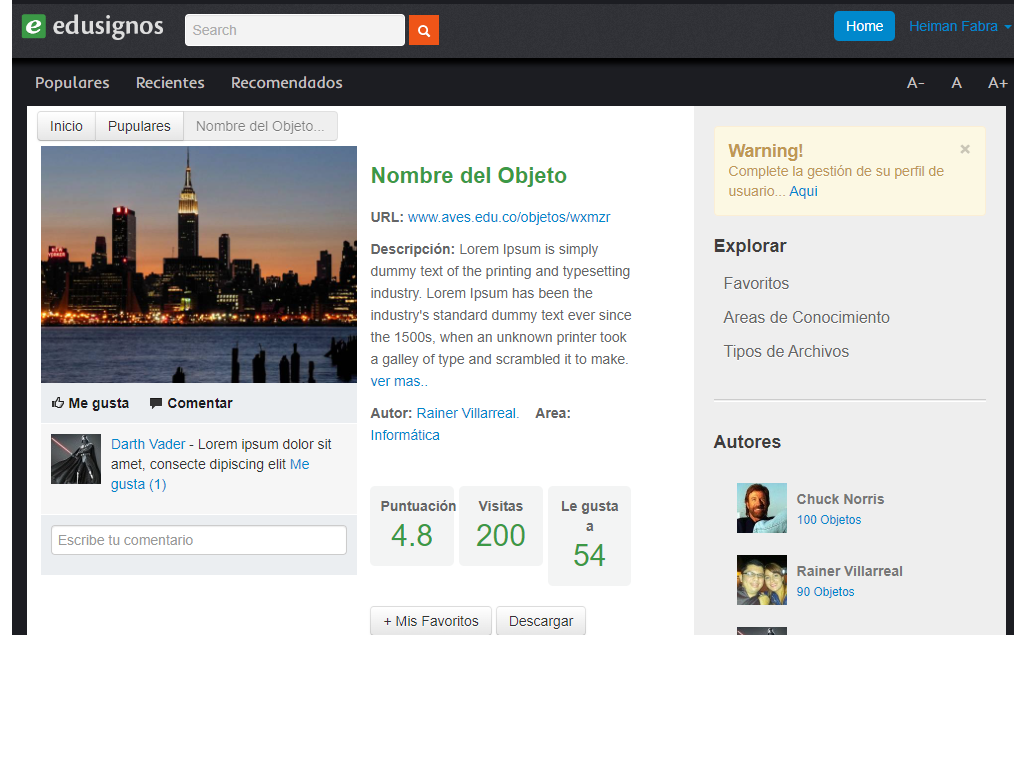 e edusignos
Search
Home
Heiman Fabra
Populares
Recientes
Recomendados
A-
A
A+
Inicio
Pupulares
Nombre del Objeto...
NEW
YORKER
Me gusta
Comentar
Darth Vader - Lorem ipsum dolor sit
amet, consecte dipiscing elit Me
gusta (1)
Escribe tu comentario
Nombre del Objeto
URL: www.aves.edu.co/objetos/wxmzr
Descripción: Lorem Ipsum is simply
dummy text of the printing and typesetting
industry. Lorem Ipsum has been the
industry's standard dummy text ever since
the 1500s, when an unknown printer took
a galley of type and scrambled it to make.
ver mas..
Autor: Rainer Villarreal. Area:
Informática
Puntuación
4.8
Visitas
200
Le gusta
a
54
+ Mis Favoritos
Descargar
Warning!
×
Complete la gestión de su perfil de
usuario... Aqui
Explorar
Favoritos
Areas de Conocimiento
Tipos de Archivos
Autores
Chuck Norris
100 Objetos
Rainer Villarreal
90 Objetos